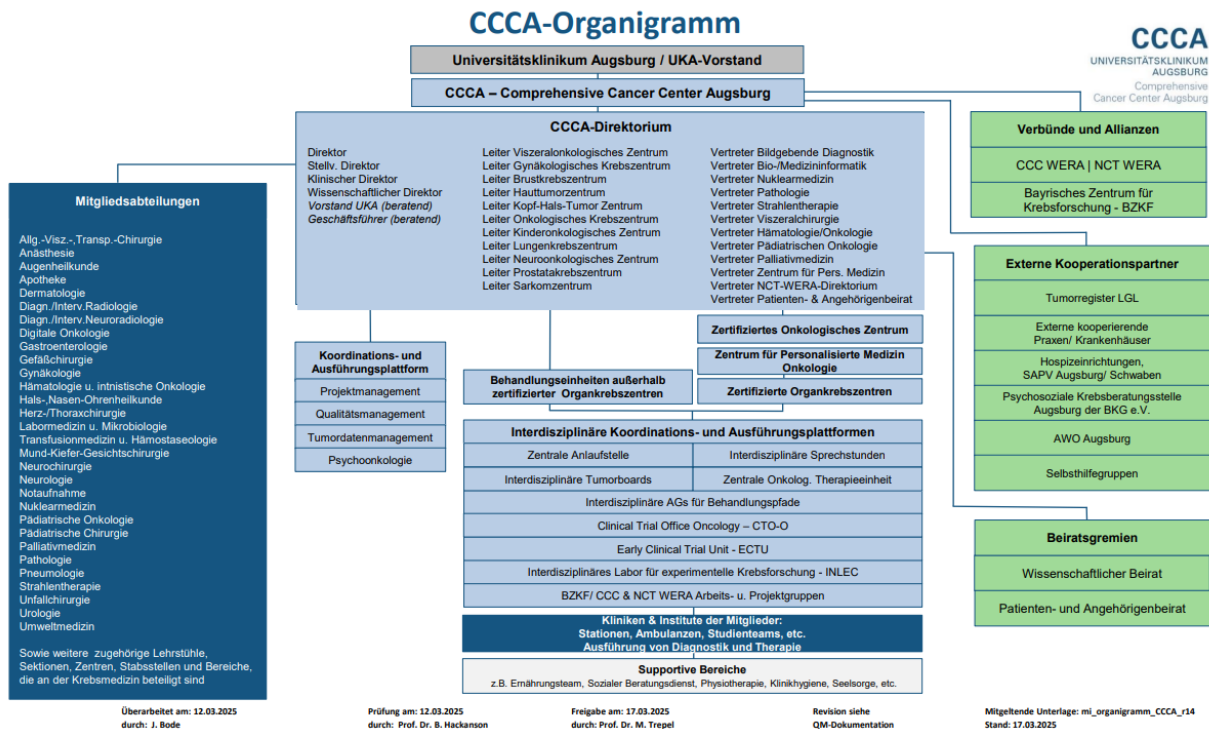 CCCA-Organigramm
CCCA
UNIVERSITÄTSKLINIKUM
AUGSBURG
Comprehensive
Cancer Center Augsburg
Universitätsklinikum Augsburg / UKA-Vorstand
CCCA – Comprehensive Cancer Center Augsburg
CCCA-Direktorium
Direktor
Stellv. Direktor
Klinischer Direktor
Wissenschaftlicher Direktor
Vorstand UKA (beratend)
Geschäftsführer (beratend)
Leiter Viszeralonkologisches Zentrum
Leiter Gynäkologisches Krebszentrum
Leiter Brustkrebszentrum
Leiter Hauttumorzentrum
Leiter Kopf-Hals-Tumor Zentrum
Leiter Onkologisches Krebszentrum
Leiter Kinderonkologisches Zentrum
Leiter Lungenkrebszentrum
Leiter Neuroonkologisches Zentrum
Leiter Prostatakrebszentrum
Leiter Sarkomzentrum
Vertreter Bildgebende Diagnostik
Vertreter Bio-/Medizininformatik
Vertreter Nuklearmedizin
Vertreter Pathologie
Vertreter Strahlentherapie
Vertreter Viszeralchirurgie
Vertreter Hämatologie/Onkologie
Vertreter Pädiatrischen Onkologie
Vertreter Palliativmedizin
Vertreter Zentrum für Pers. Medizin
Vertreter NCT-WERA-Direktorium
Vertreter Patienten- & Angehörigenbeirat
Mitgliedsabteilungen
Allg.-Visz.-,Transp.-Chirurgie
Anästhesie
Augenheilkunde
Apotheke
Dermatologie
Diagn./Interv.Radiologie
Diagn./Interv.Neuroradiologie
Digitale Onkologie
Gastroenterologie
Gefäßchirurgie
Gynäkologie
Hämatologie u. intnistische Onkologie
Hals-,Nasen-Ohrenheilkunde
Herz-/Thoraxchirurgie
Labormedizin u. Mikrobiologie
Transfusionmedizin u. Hämostaseologie
Mund-Kiefer-Gesichtschirurgie
Neurochirurgie
Neurologie
Notaufnahme
Nuklearmedizin
Pädiatrische Onkologie
Pädiatrische Chirurgie
Palliativmedizin
Pathologie
Pneumologie
Strahlentherapie
Unfallchirurgie
Urologie
Umweltmedizin
Sowie weitere zugehörige Lehrstühle,
Sektionen, Zentren, Stabsstellen und Bereiche,
die an der Krebsmedizin beteiligt sind
Koordinations- und
Ausführungsplattform
Projektmanagement
Qualitätsmanagement
Tumordatenmanagement
Psychoonkologie
Zertifiziertes Onkologisches Zentrum
Zentrum für Personalisierte Medizin
Onkologie
Behandlungseinheiten außerhalb
zertifizierter Organkrebszentren
Zertifizierte Organkrebszentren
Interdisziplinäre Koordinations- und Ausführungsplattformen
Zentrale Anlaufstelle
Interdisziplinäre Sprechstunden
Interdisziplinäre Tumorboards
Zentrale Onkolog. Therapieeinheit
Interdisziplinäre AGs für Behandlungspfade
Clinical Trial Office Oncology – CTO-O
Early Clinical Trial Unit - ECTU
Interdisziplinäres Labor für experimentelle Krebsforschung - INLEC
BZKF/ CCC & NCT WERA Arbeits- u. Projektgruppen
Kliniken & Institute der Mitglieder:
Stationen, Ambulanzen, Studienteams, etc.
Ausführung von Diagnostik und Therapie
Supportive Bereiche
z.B. Ernährungsteam, Sozialer Beratungsdienst, Physiotherapie, Klinikhygiene, Seelsorge, etc.
Verbünde und Allianzen
CCC WERA | NCT WERA
Bayrisches Zentrum für
Krebsforschung - BZKF
Externe Kooperationspartner
Tumorregister LGL
Externe kooperierende
Praxen/ Krankenhäuser
Hospizeinrichtungen,
SAPV Augsburg/ Schwaben
Psychosoziale Krebsberatungsstelle
Augsburg der BKG e.V.
AWO Augsburg
Selbsthilfegruppen
Beiratsgremien
Wissenschaftlicher Beirat
Patienten- und Angehörigenbeirat
Überarbeitet am: 12.03.2025
durch: J. Bode
Prüfung am: 12.03.2025
durch: Prof. Dr. B. Hackanson
Freigabe am: 17.03.2025
durch: Prof. Dr. M. Trepel
Revision siehe
QM-Dokumentation
Mitgeltende Unterlage: mi_organigramm_CCCA_r14
Stand: 17.03.2025